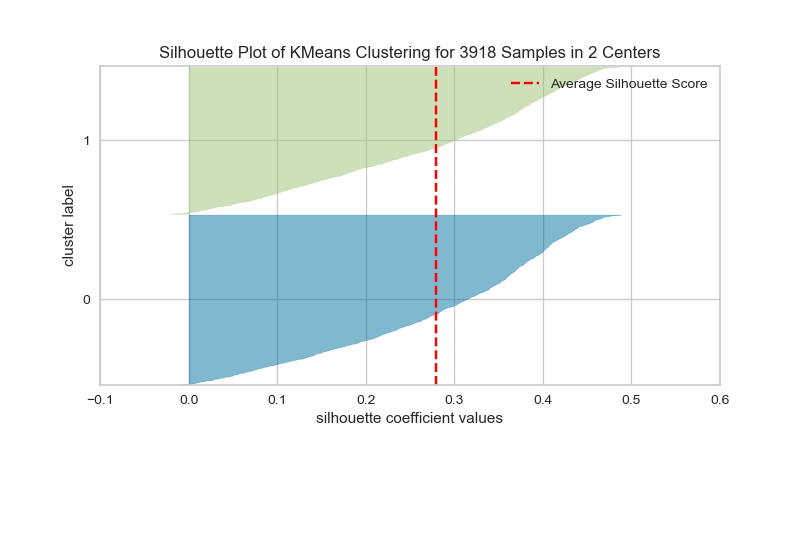 Silhouette Plot of KMeans Clustering for 3918 Samples in 2 Centers
Average Silhouette Score
1
0
cluster label
−0.1 0.0 0.1 0.2 0.3 0.4 0.5 0.6
silhouette coefficient values